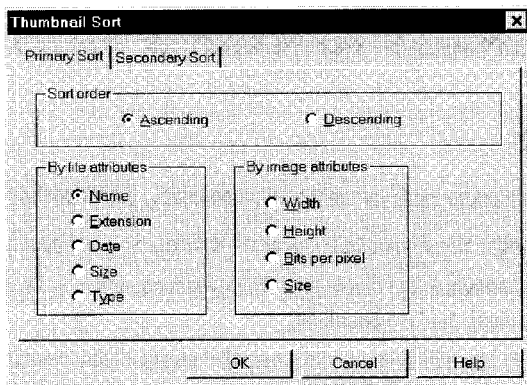 Thumbnail Sort
Primary Sort Secondary Sort
Sort order
Ascending Descending
By file attributes
Name
Extension
Date
Size
Type
By image attributes
Width
Height
Bits per pixel
Size
OK Cancel Help